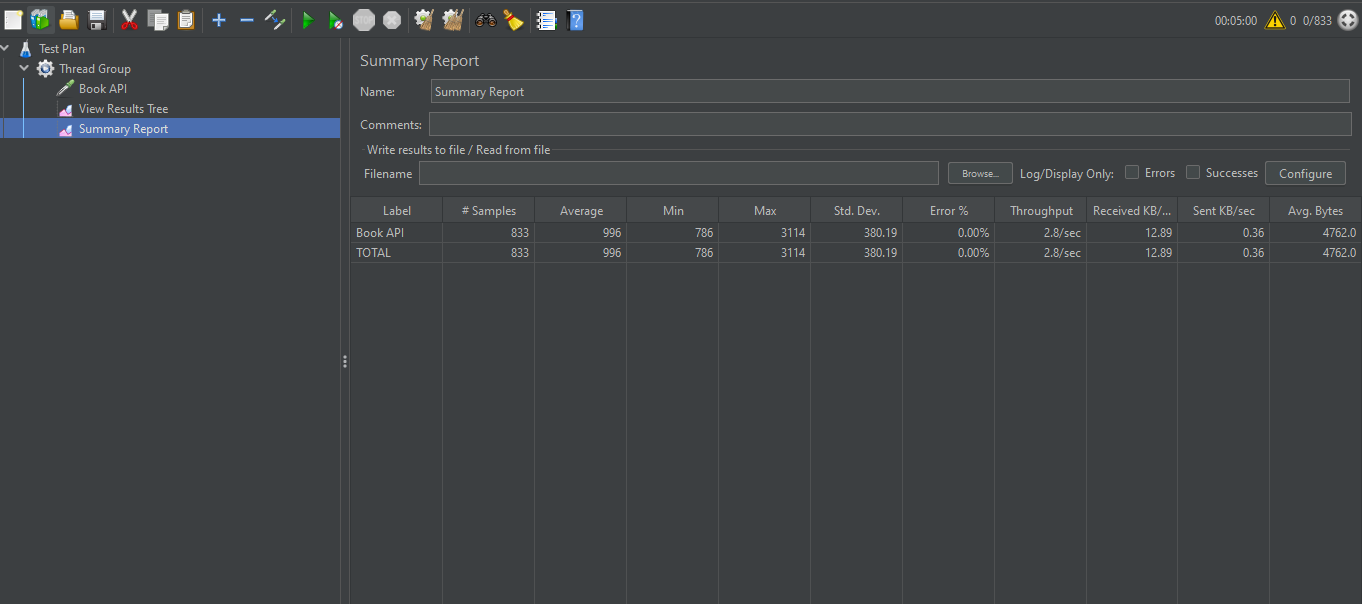 00:05:00 0 0/833
Test Plan
Thread Group
Book API
View Results Tree
Summary Report
Summary Report
Name: Summary Report
Comments:
Write results to file / Read from file
Filename Browse... Log/Display Only: Errors Successes Configure
Label # Samples Average Min Max Std. Dev. Error % Throughput Received KB/... Sent KB/sec Avg. Bytes
Book API 833 996 786 3114 380.19 0.00% 2.8/sec 12.89 0.36 4762.0
TOTAL 833 996 786 3114 380.19 0.00% 2.8/sec 12.89 0.36 4762.0